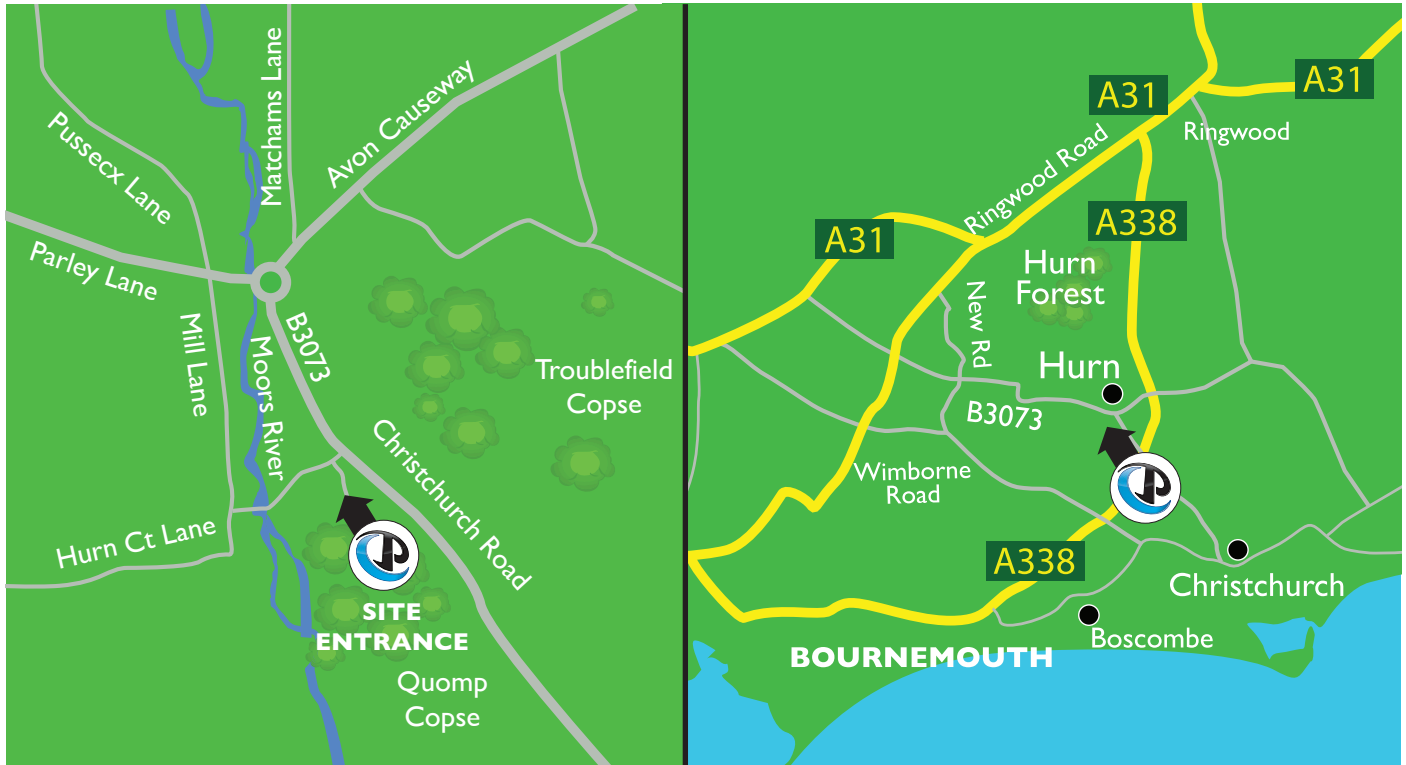 Matchams Lane
Avon Causeway
Pussecx Lane
Parley Lane
Mill Lane
Moors River
B3073
Troublefield
Copse
Christchurch Road
Hurn Ct Lane
SITE
ENTRANCE
Quomp
Copse
A31
A31
Ringwood
Ringwood Road
A31
A338
Hurn
Forest
New Rd
Hurn
B3073
Wimborne
Road
A338
Christchurch
Boscombe
BOURNEMOUTH